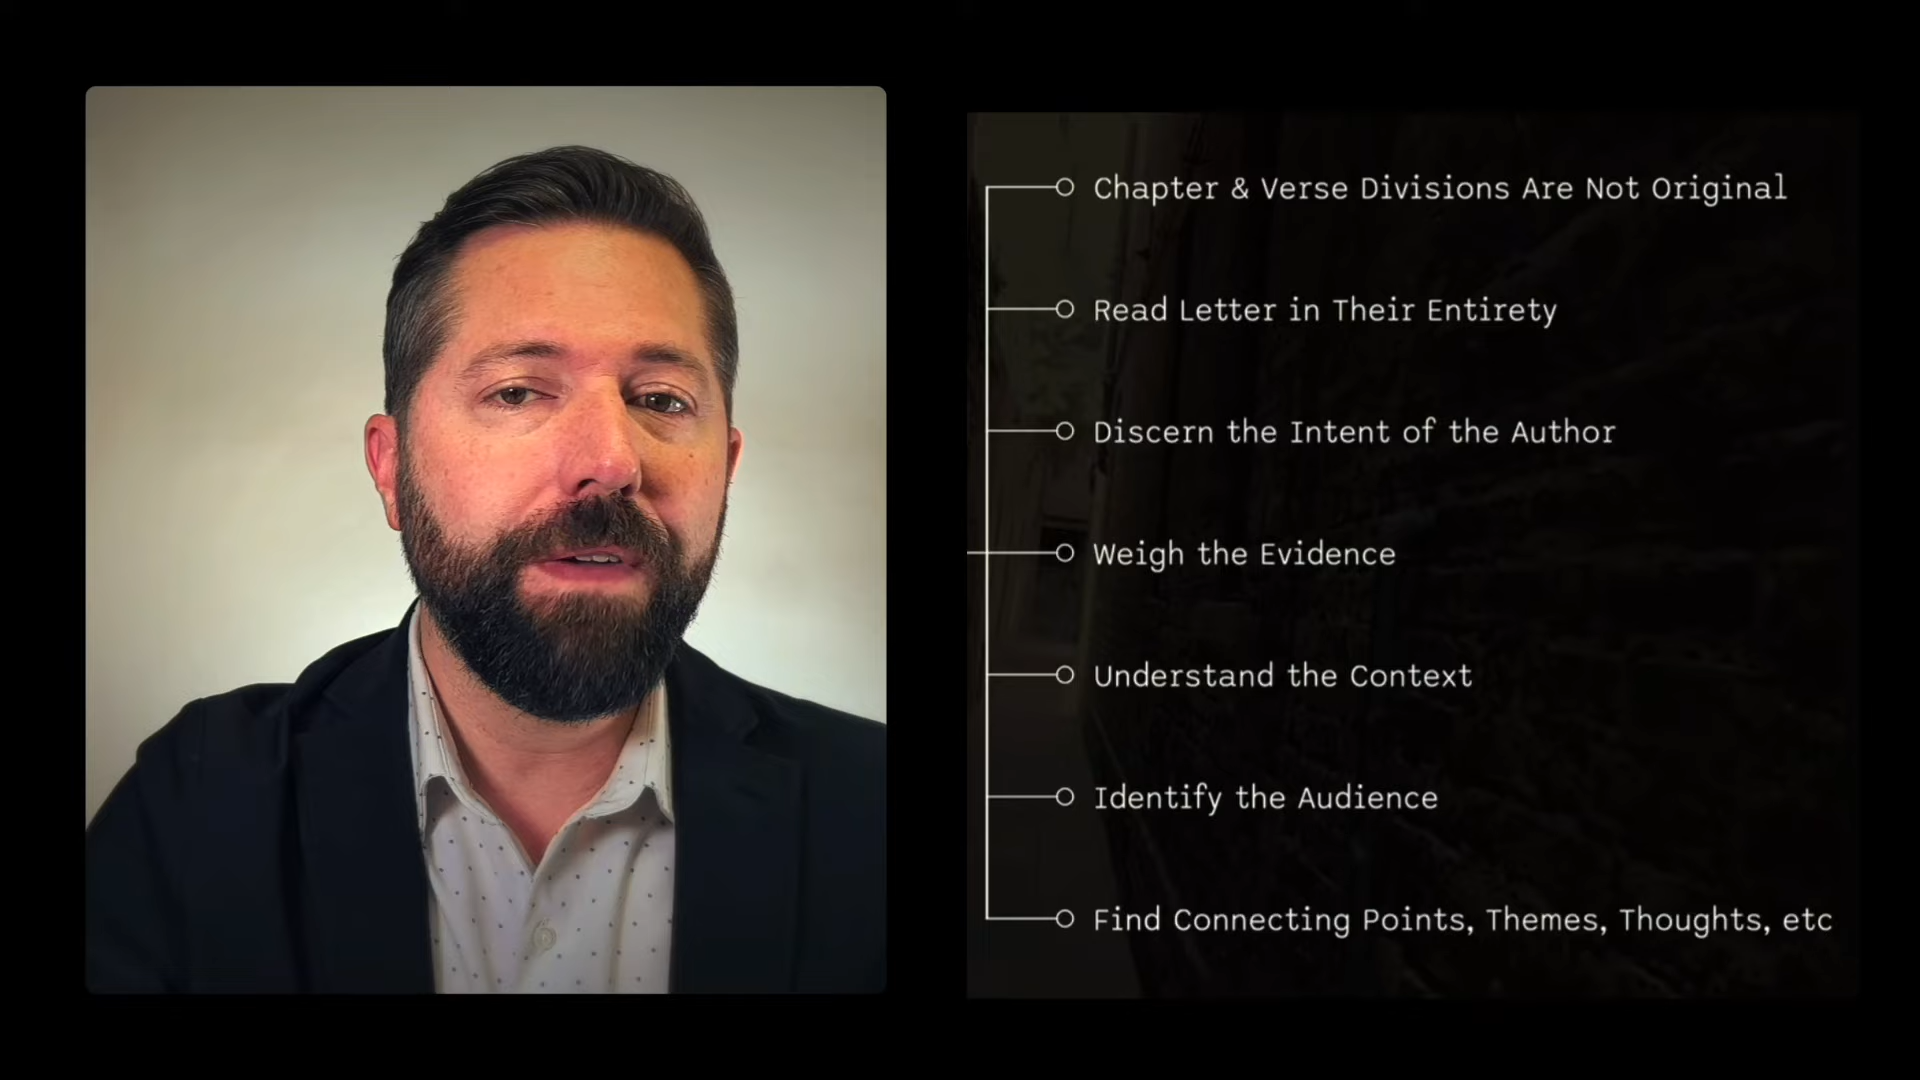 Chapter & Verse Divisions Are Not Original
Read Letter in Their Entirety
Discern the Intent of the Author
Weigh the Evidence
Understand the Context
Identify the Audience
Find Connecting Points, Themes, Thoughts, etc